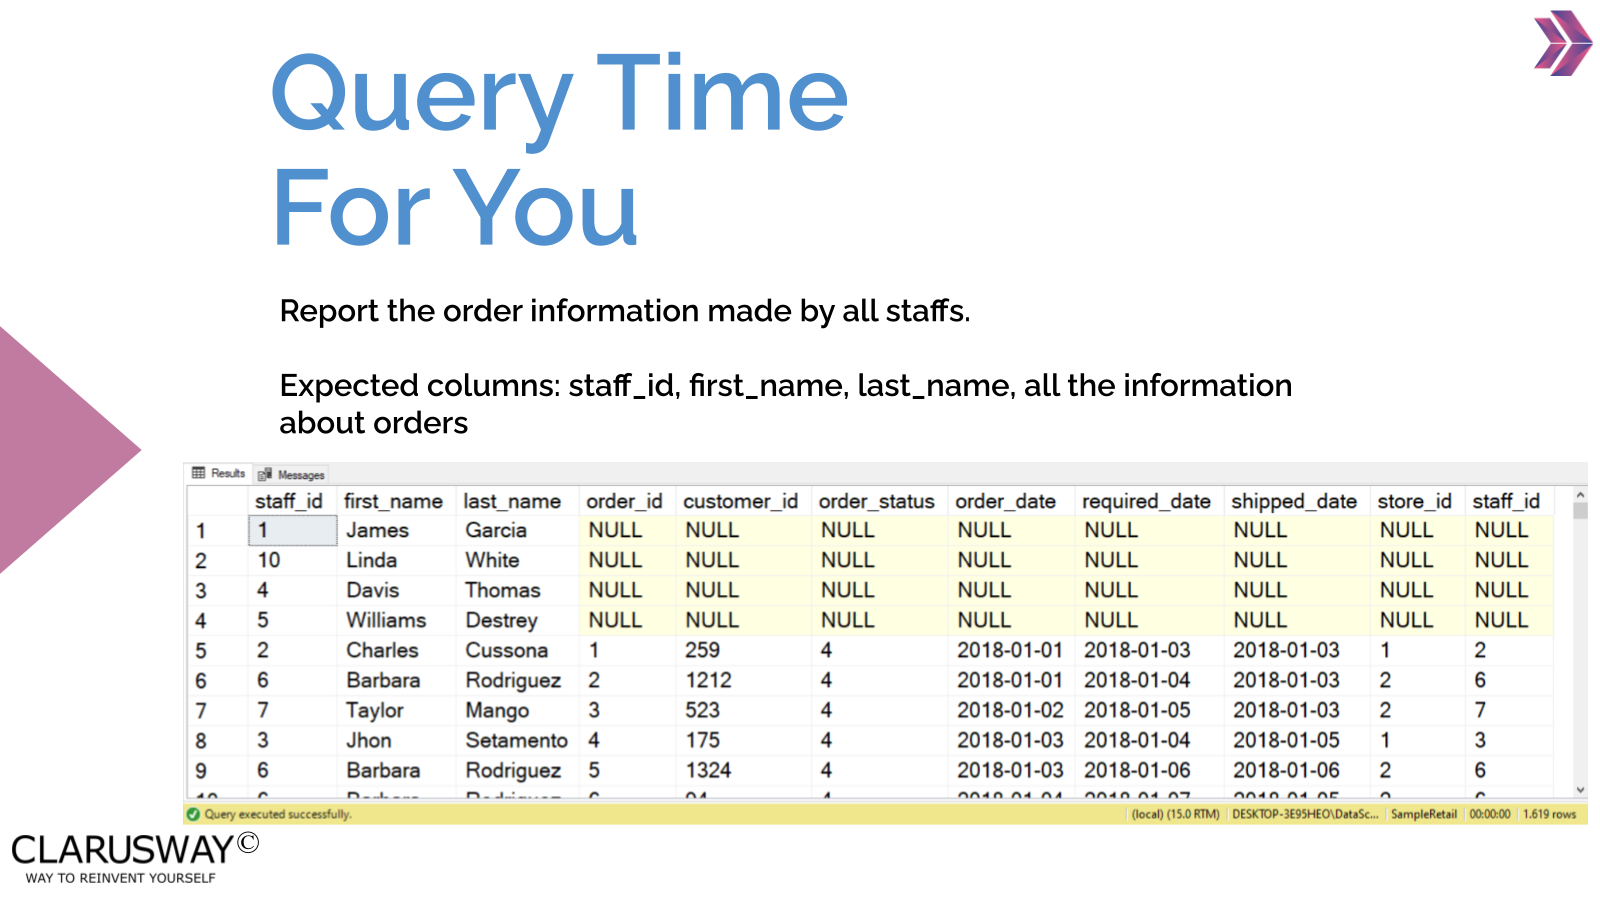 Query Time
For You
Report the order information made by all staffs.
Expected columns: staff_id, first_name, last_name, all the information
about orders
Results Messages
staff_id first_name last_name order_id customer_id order_status order_date required_date shipped_date store_id staff_id
1 1 James Garcia NULL NULL NULL NULL NULL NULL NULL NULL
2 10 Linda White NULL NULL NULL NULL NULL NULL NULL NULL
3 4 Davis Thomas NULL NULL NULL NULL NULL NULL NULL NULL
4 5 Williams Destrey NULL NULL NULL NULL NULL NULL NULL NULL
5 2 Charles Cussona 1 259 4 2018-01-01 2018-01-03 2018-01-03 1 2
6 6 Barbara Rodriguez 2 1212 4 2018-01-01 2018-01-04 2018-01-03 2 6
7 7 Taylor Mango 3 523 4 2018-01-02 2018-01-05 2018-01-03 2 7
8 3 Jhon Setamento 4 175 4 2018-01-03 2018-01-04 2018-01-05 1 3
9 6 Barbara Rodriguez 5 1324 4 2018-01-03 2018-01-06 2018-01-06 2 6
Query executed successfully. (local) (15.0 RTM) DESKTOP-3E95HEO\DataSc... SampleRetail 00:00:00 1.619 rows
CLARUSWAY©
WAY TO REINVENT YOURSELF